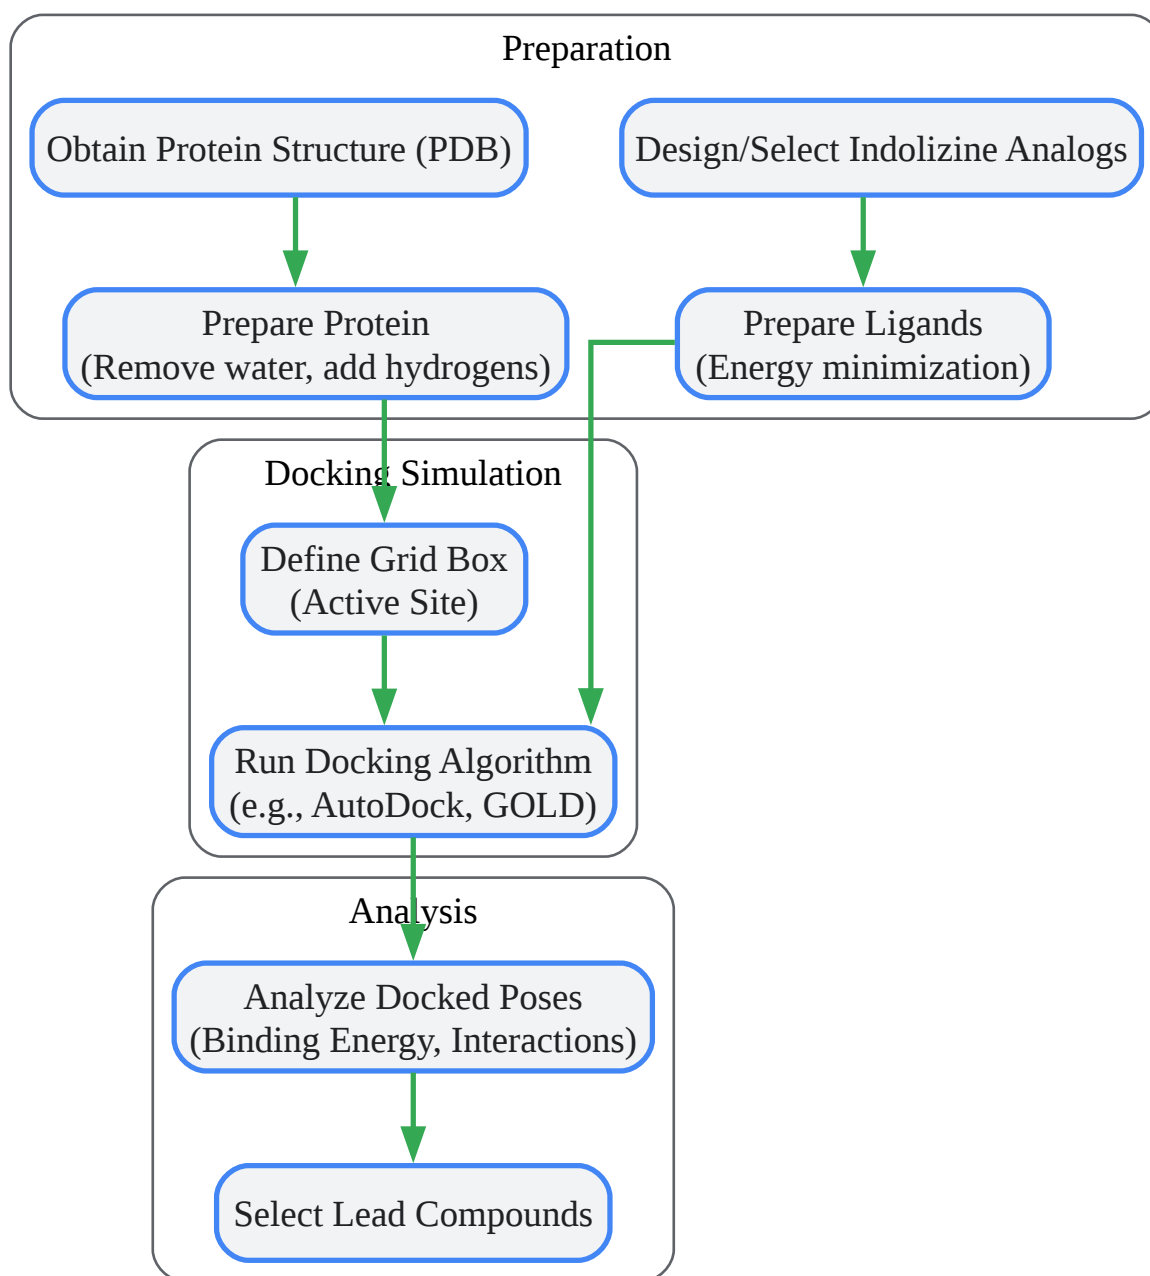 Preparation
Obtain Protein Structure (PDB)
Design/Select Indolizine Analogs
Prepare Protein
(Remove water, add hydrogens)
Prepare Ligands
(Energy minimization)
Docking Simulation
Define Grid Box
(Active Site)
Run Docking Algorithm
(e.g., AutoDock, GOLD)
Analysis
Analyze Docked Poses
(Binding Energy, Interactions)
Select Lead Compounds